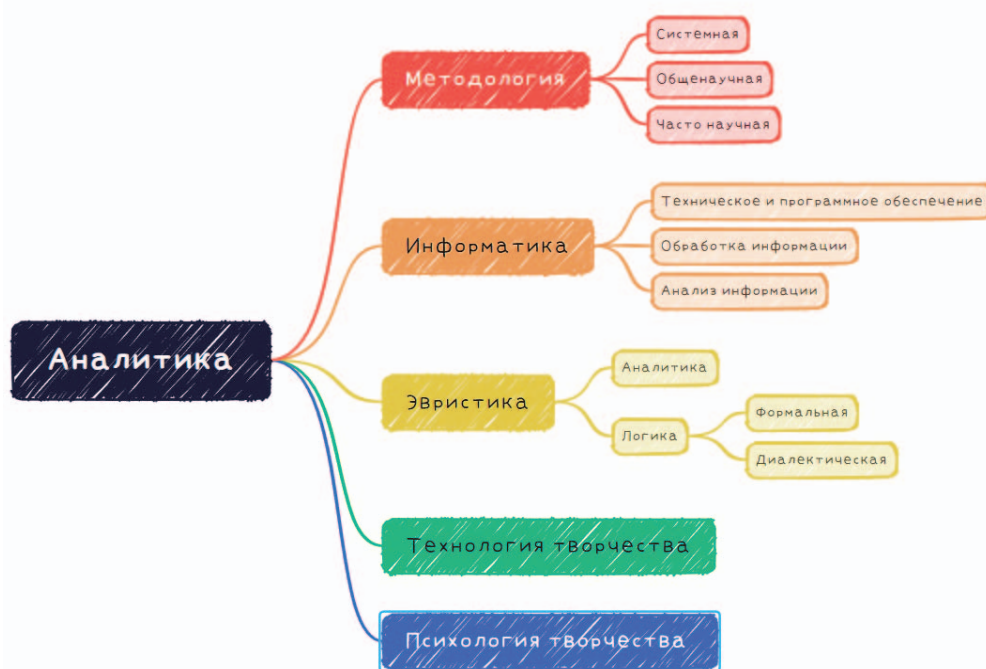 Аналитика
Методология
Системная
Общенаучная
Часто научная
Информатика
Техническое и программное обеспечение
Обработка информации
Анализ информации
Эвристика
Аналитика
Логика
Формальная
Диалектическая
Технология творчества
Психология творчества